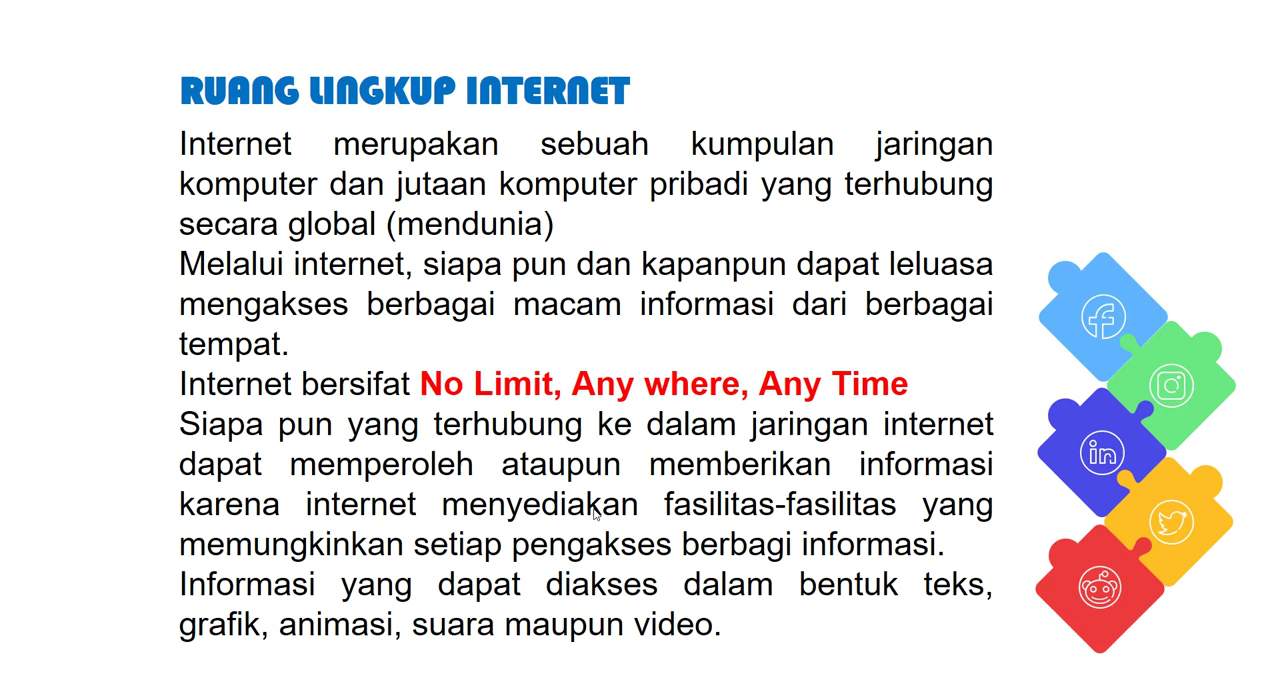 RUANG LINGKUP INTERNET
Internet merupakan sebuah kumpulan jaringan
komputer dan jutaan komputer pribadi yang terhubung
secara global (mendunia)
Melalui internet, siapa pun dan kapanpun dapat leluasa
mengakses berbagai macam informasi dari berbagai
tempat.
Internet bersifat No Limit, Any where, Any Time
Siapa pun yang terhubung ke dalam jaringan internet
dapat memperoleh ataupun memberikan informasi
karena internet menyediakan fasilitas-fasilitas yang
memungkinkan setiap pengakses berbagi informasi.
Informasi yang dapat diakses dalam bentuk teks,
grafik, animasi, suara maupun video.